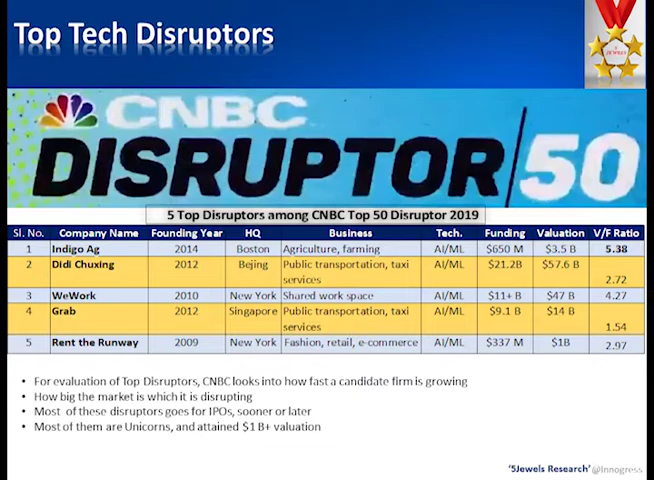 Top Tech Disruptors
5 JEWELS
CNBC
DISRUPTOR/50
5 Top Disruptors among CNBC Top 50 Disruptor 2019
Sl. No. Company Name Founding Year HQ Business Tech. Funding Valuation V/F Ratio
1 Indigo Ag 2014 Boston Agriculture, farming AI/ML $650 M $3.5 B 5.38
2 Didi Chuxing 2012 Bejing Public transportation, taxi services AI/ML $21.2B $57.6 B 2.72
3 WeWork 2010 New York Shared work space AI/ML $11+ B $47 B 4.27
4 Grab 2012 Singapore Public transportation, taxi services AI/ML $9.1 B $14 B 1.54
5 Rent the Runway 2009 New York Fashion, retail, e-commerce AI/ML $337 M $1B 2.97
• For evaluation of Top Disruptors, CNBC looks into how fast a candidate firm is growing
• How big the market is which it is disrupting
• Most of these disruptors goes for IPOs, sooner or later
• Most of them are Unicorns, and attained $1 B+ valuation
'5Jewels Research' @Innogress